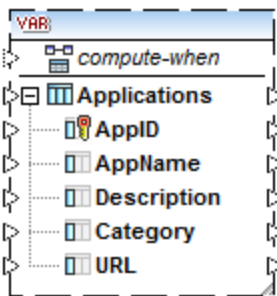 VAR
compute-when
Applications
AppID
AppName
Description
Category
URL